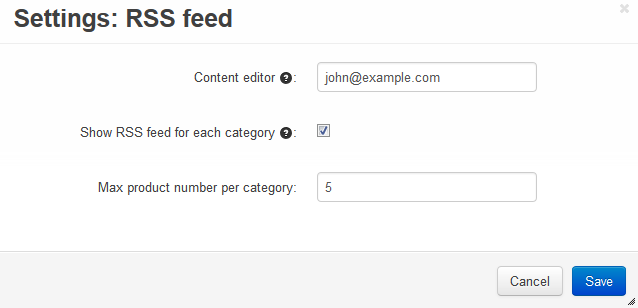 Settings: RSS feed
Content editor ?: john@example.com
Show RSS feed for each category ?:
Max product number per category: 5
Cancel Save